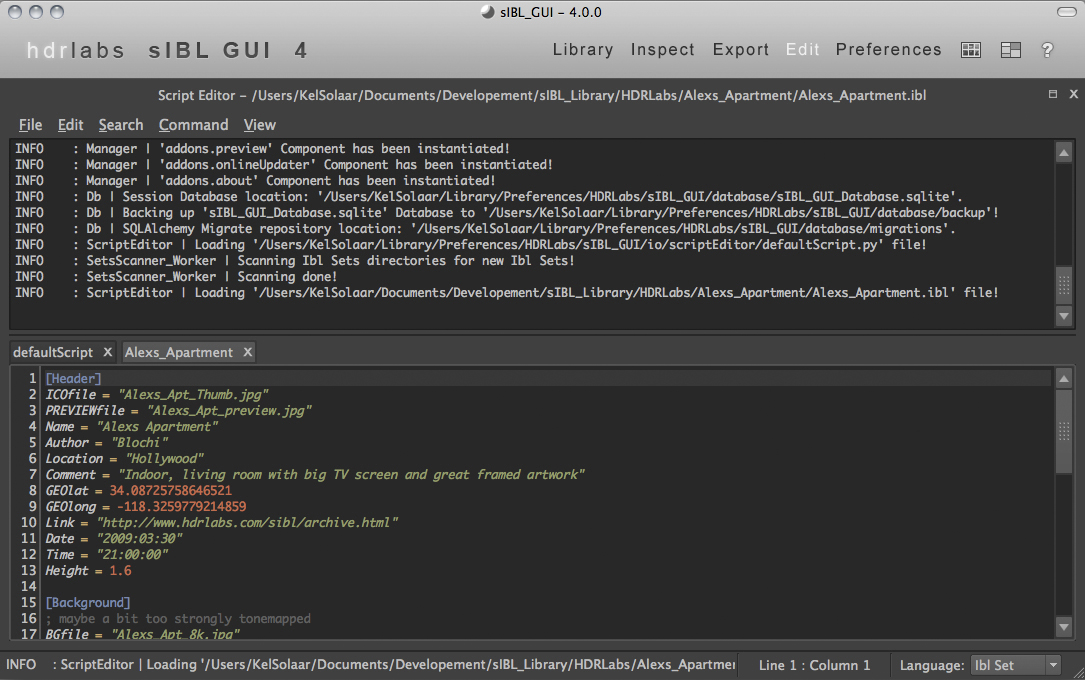 sIBL_GUI - 4.0.0
hdrlabs sIBL GUI 4
Library Inspect Export Edit Preferences ?
Script Editor - /Users/KelSolaar/Documents/Developement/sIBL_Library/HDRLabs/Alexs_Apartment/Alexs_Apartment.ibl
File Edit Search Command View
INFO : Manager | 'addons.preview' Component has been instantiated!
INFO : Manager | 'addons.onlineUpdater' Component has been instantiated!
INFO : Manager | 'addons.about' Component has been instantiated!
INFO : Db | Session Database location: '/Users/KelSolaar/Library/Preferences/HDRLabs/sIBL_GUI/database/sIBL_GUI_Database.sqlite'.
INFO : Db | Backing up 'sIBL_GUI_Database.sqlite' Database to '/Users/KelSolaar/Library/Preferences/HDRLabs/sIBL_GUI/database/backup'!
INFO : Db | SQLAlchemy Migrate repository location: '/Users/KelSolaar/Library/Preferences/HDRLabs/sIBL_GUI/database/migrations'.
INFO : ScriptEditor | Loading '/Users/KelSolaar/Library/Preferences/HDRLabs/sIBL_GUI/io/scriptEditor/defaultScript.py' file!
INFO : SetsScanner_Worker | Scanning Ibl Sets directories for new Ibl Sets!
INFO : SetsScanner_Worker | Scanning done!
INFO : ScriptEditor | Loading '/Users/KelSolaar/Documents/Developement/sIBL_Library/HDRLabs/Alexs_Apartment/Alexs_Apartment.ibl' file!
defaultScript X Alexs_Apartment X
1 [Header]
2 ICOfile = "Alexs_Apt_Thumb.jpg"
3 PREVIEWfile = "Alexs_Apt_preview.jpg"
4 Name = "Alexs Apartment"
5 Author = "Blochi"
6 Location = "Hollywood"
7 Comment = "Indoor, living room with big TV screen and great framed artwork"
8 GEOlat = 34.08725758646521
9 GEOlong = -118.3259779214859
10 Link = "http://www.hdrlabs.com/sibl/archive.html"
11 Date = "2009:03:30"
12 Time = "21:00:00"
13 Height = 1.6
14
15 [Background]
16 ; maybe a bit too strongly tonemapped
17 BGfile = "Alexs_Apt_8k.jpg"
INFO : ScriptEditor | Loading '/Users/KelSolaar/Documents/Developement/sIBL_Library/HDRLabs/Alexs_Apartmer Line 1 : Column 1 Language: Ibl Set